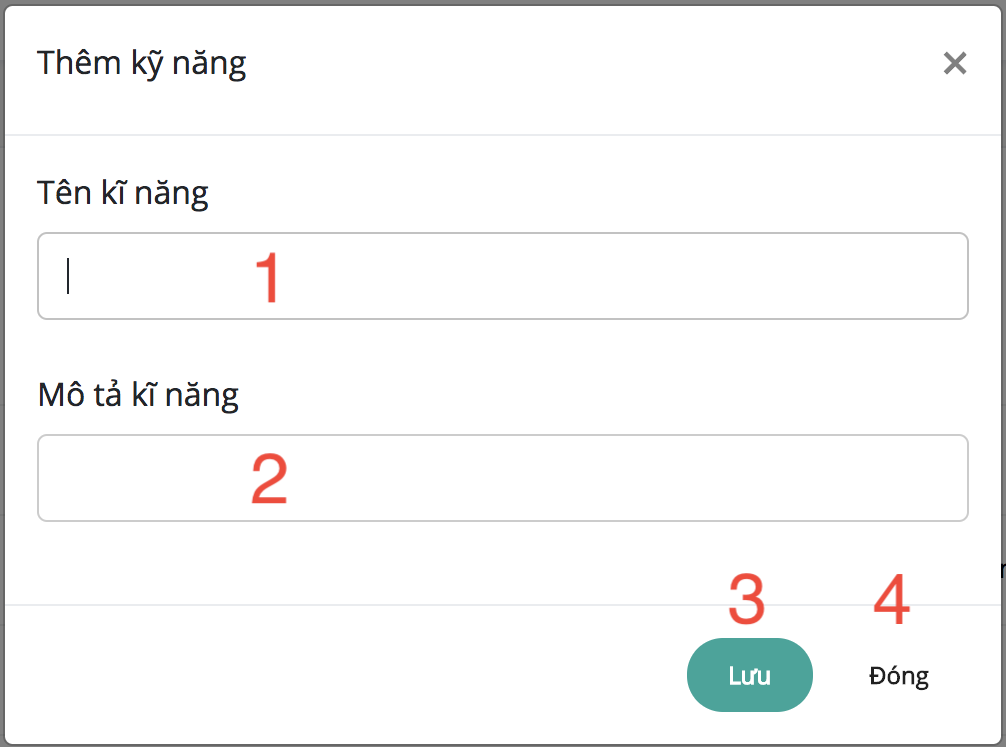 Thêm kỹ năng ×
Tên kĩ năng
1
Mô tả kĩ năng
2
3 4
Lưu Đóng